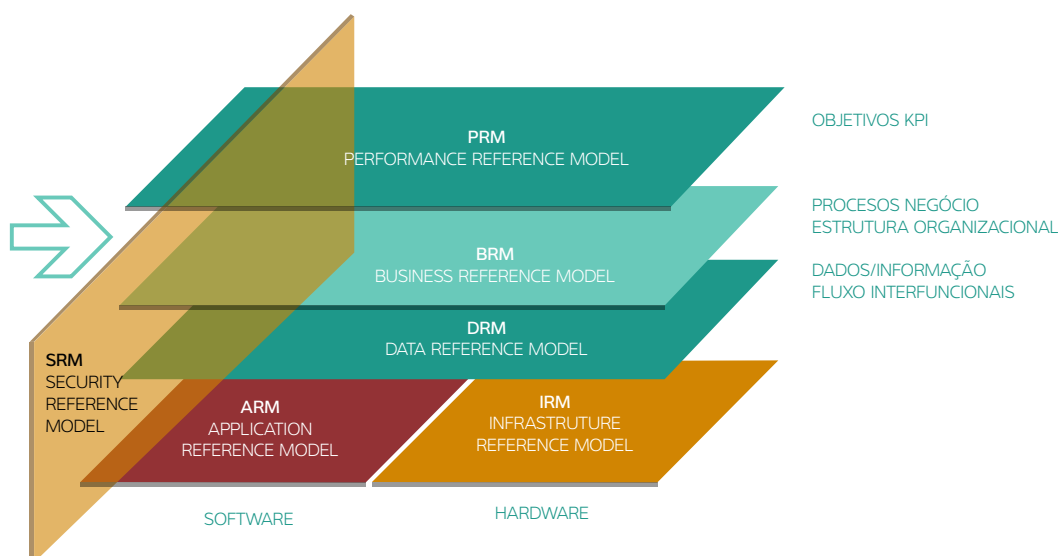 PRM
PERFORMANCE REFERENCE MODEL
OBJETIVOS KPI
BRM
BUSINESS REFERENCE MODEL
PROCESOS NEGÓCIO
ESTRUTURA ORGANIZACIONAL
DRM
DATA REFERENCE MODEL
DADOS/INFORMAÇÃO
FLUXO INTERFUNCIONAIS
SRM
SECURITY
REFERENCE
MODEL
ARM
APPLICATION
REFERENCE MODEL
IRM
INFRASTRUTURE
REFERENCE MODEL
SOFTWARE
HARDWARE